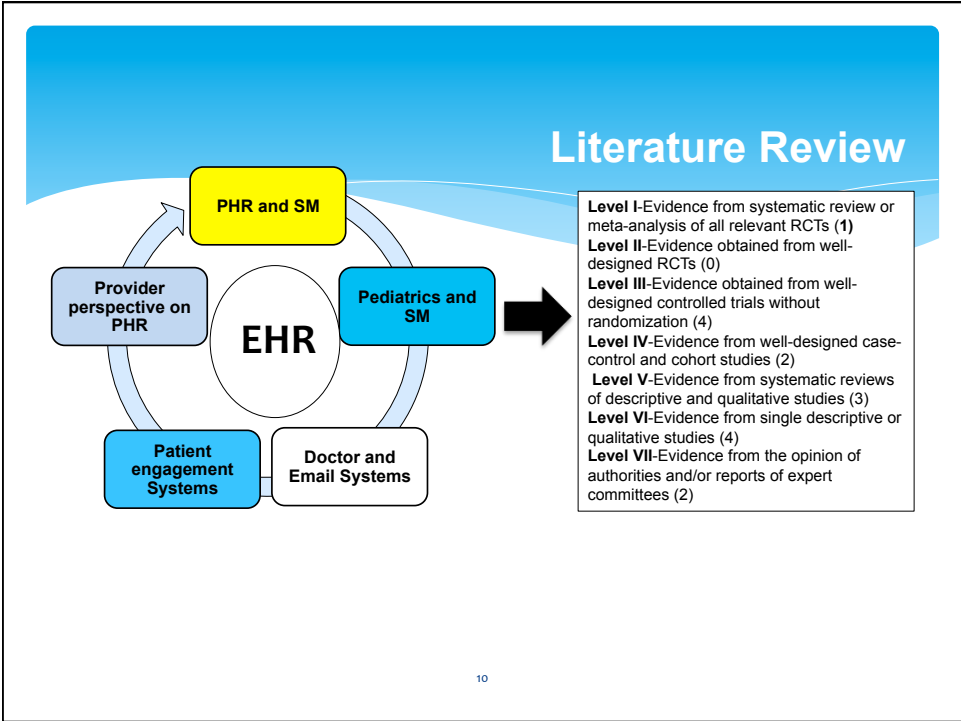 Literature Review
PHR and SM
Pediatrics and
SM
Doctor and
Email Systems
Patient
engagement
Systems
Provider
perspective on
PHR
EHR
Level I-Evidence from systematic review or
meta-analysis of all relevant RCTs (1)
Level II-Evidence obtained from well-
designed RCTs (0)
Level III-Evidence obtained from well-
designed controlled trials without
randomization (4)
Level IV-Evidence from well-designed case-
control and cohort studies (2)
Level V-Evidence from systematic reviews
of descriptive and qualitative studies (3)
Level VI-Evidence from single descriptive or
qualitative studies (4)
Level VII-Evidence from the opinion of
authorities and/or reports of expert
committees (2)
10